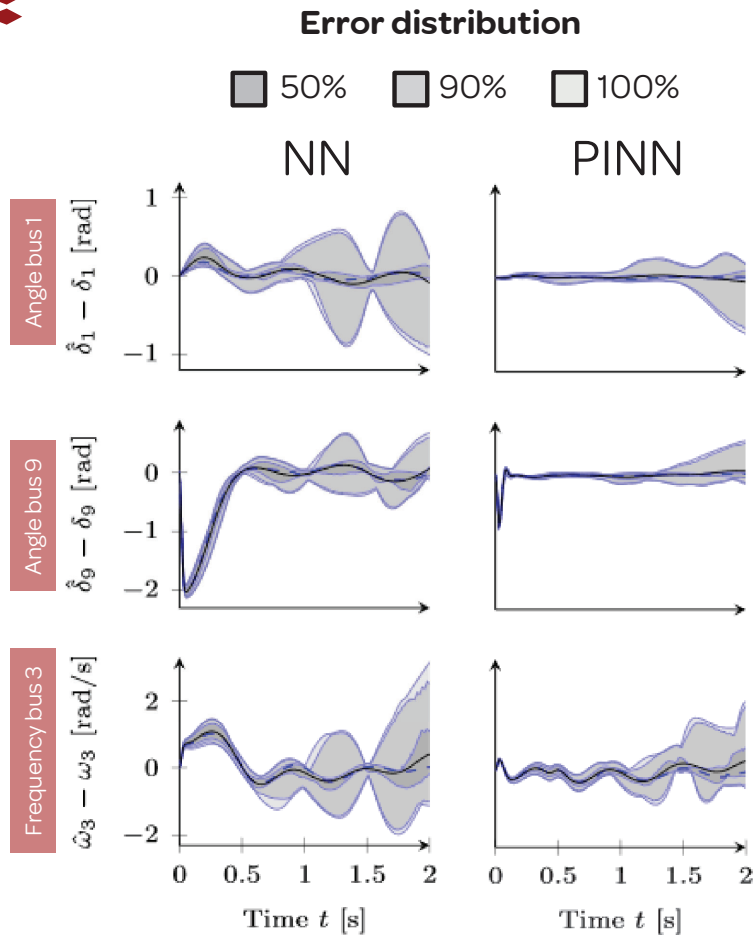 Error distribution
50% 90% 100%
NN PINN
Angle bus 1
δ̂₁ − δ₁ [rad]
1
0
−1
Angle bus 9
δ̂₉ − δ₉ [rad]
0
−1
−2
Frequency bus 3
ω̂₃ − ω₃ [rad/s]
2
0
−2
0 0.5 1 1.5 2
0 0.5 1 1.5 2
Time t [s] Time t [s]